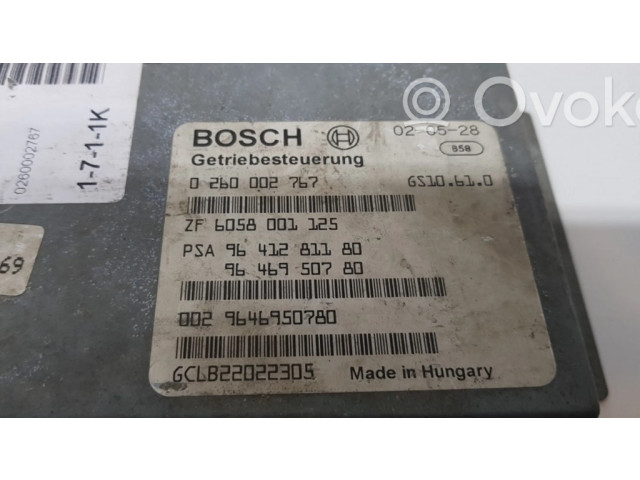 Ovoko
1-7-1-1K
0260002767
69
BOSCH 02-05-28
858
Getriebesteuerung
0 260 002 767 GS10.61.0
ZF 6058 001 125
PSA 96 412 811 80
96 469 507 80
002 9646950780
GCLB22022305 Made in Hungary